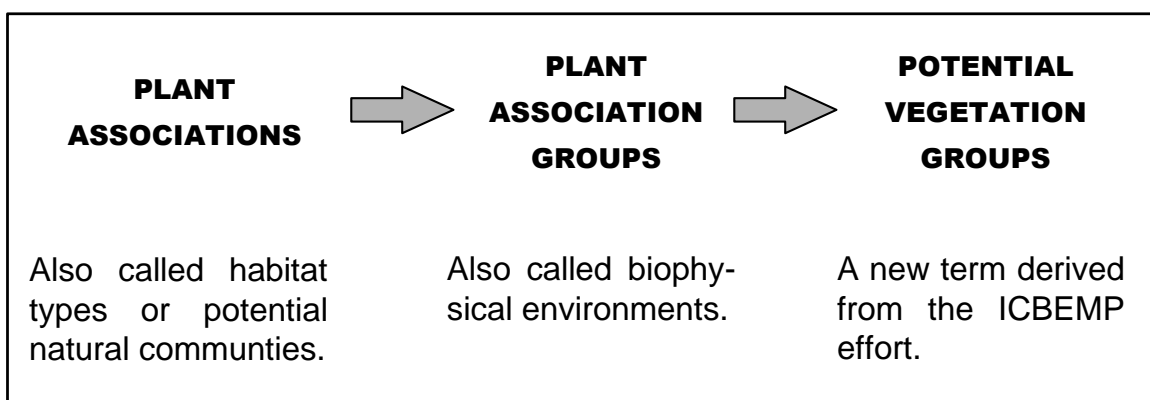 PLANT
ASSOCIATIONS
PLANT
ASSOCIATION
GROUPS
POTENTIAL
VEGETATION
GROUPS
Also called habitat
types or potential
natural communties.
Also called biophy-
sical environments.
A new term derived
from the ICBEMP
effort.